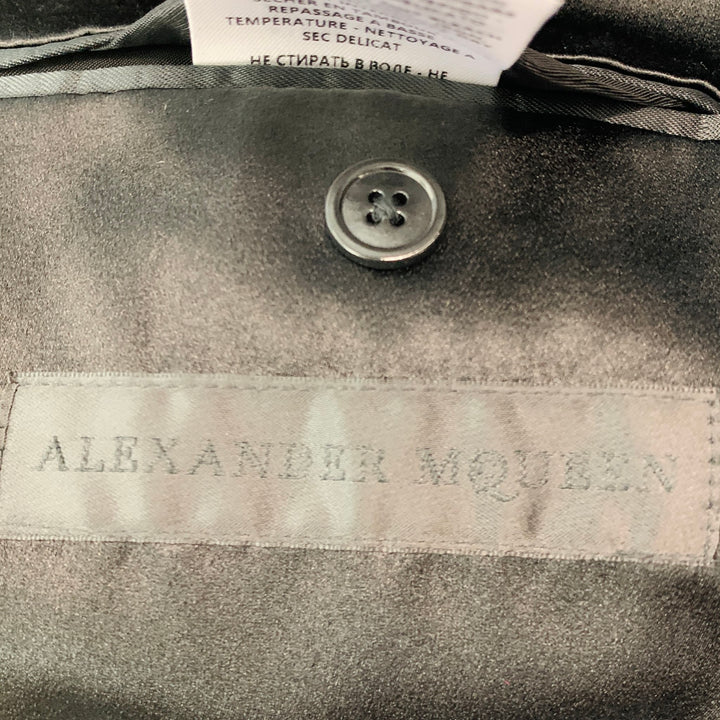 REPASSAGE A BASSE
TEMPERATURE - NETTOYAGE A
SEC DELICAT
НЕ СТИРАТЬ В ВОДЕ - НЕ
ALEXANDER MQUEEN